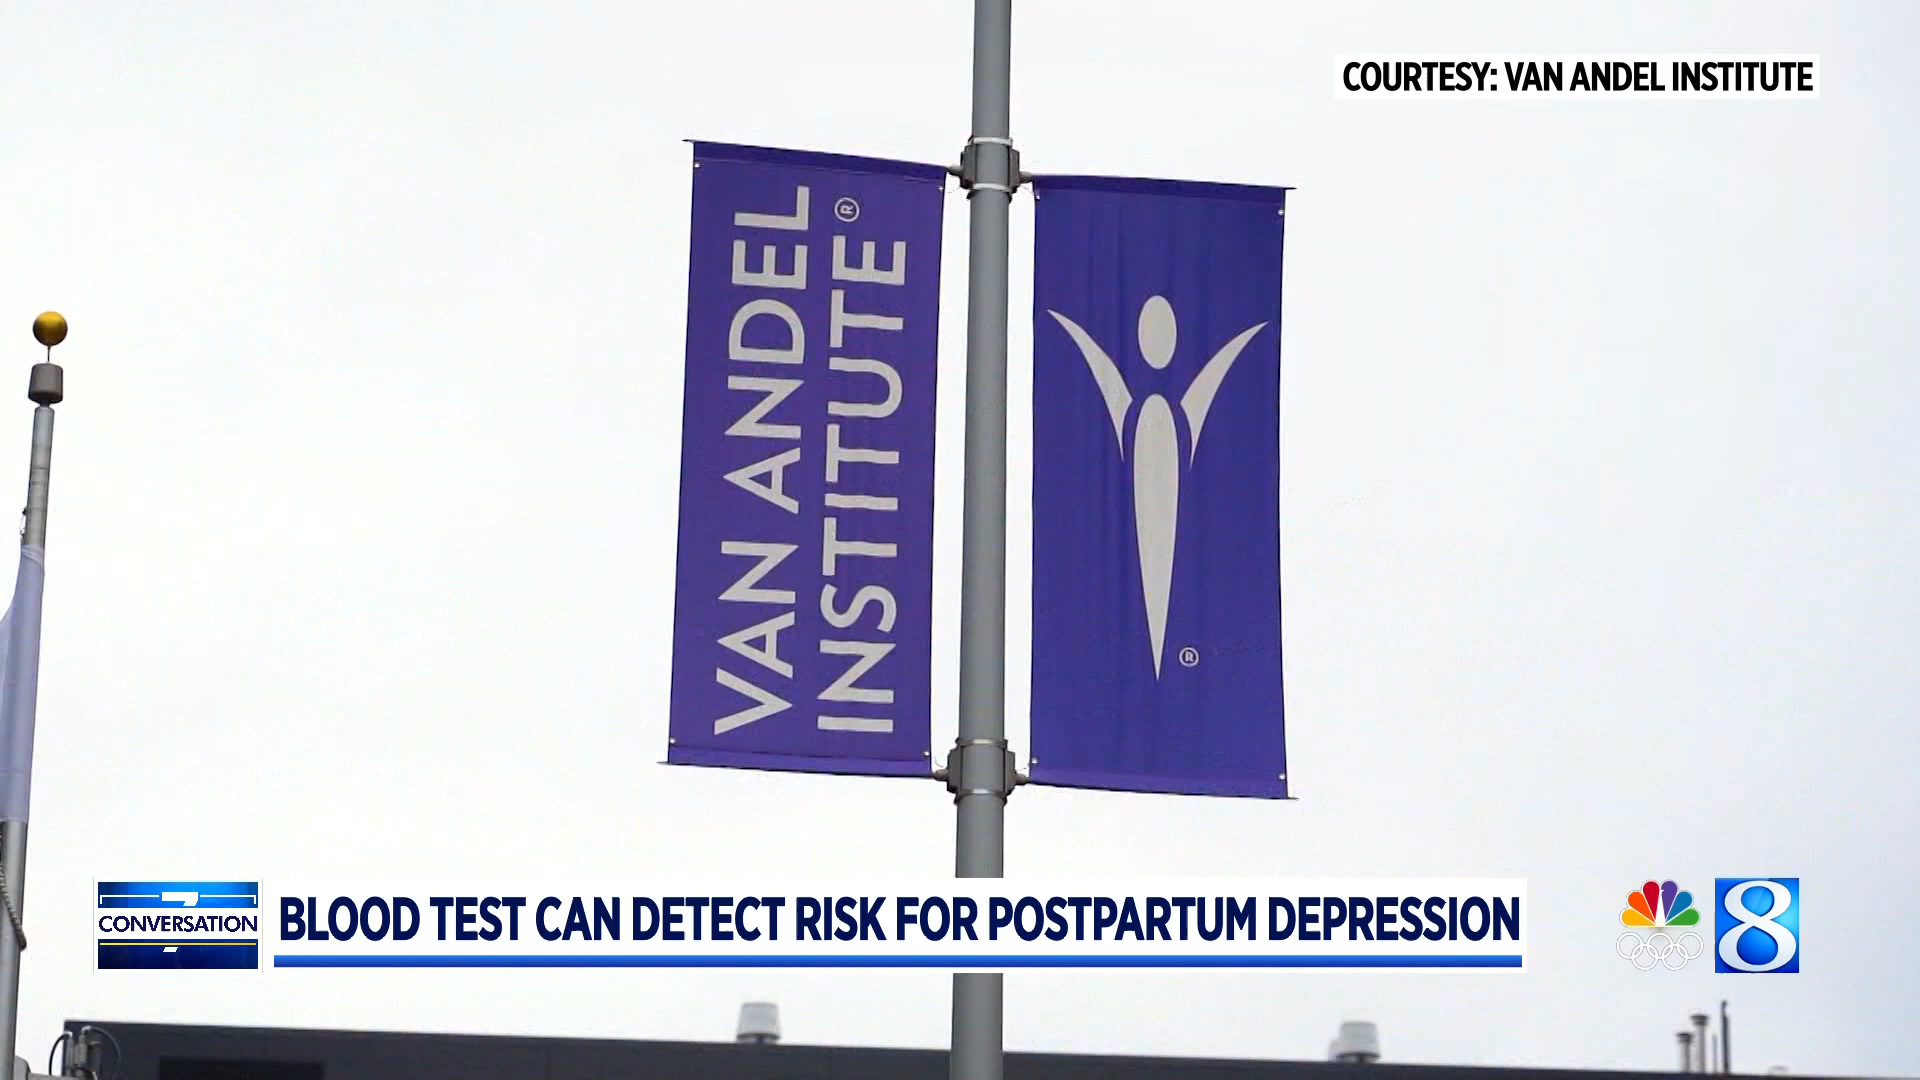 COURTESY: VAN ANDEL INSTITUTE
VAN ANDEL
INSTITUTE®
®
CONVERSATION
BLOOD TEST CAN DETECT RISK FOR POSTPARTUM DEPRESSION
8